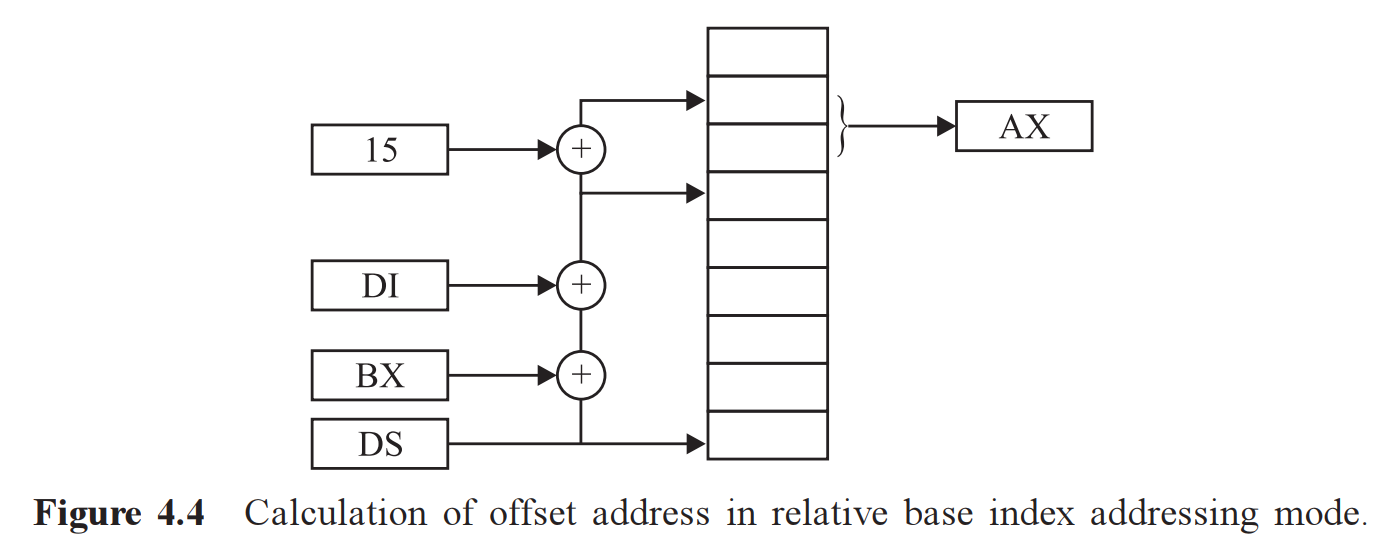 15
+
AX
DI
+
BX
+
DS
Figure 4.4 Calculation of offset address in relative base index addressing mode.